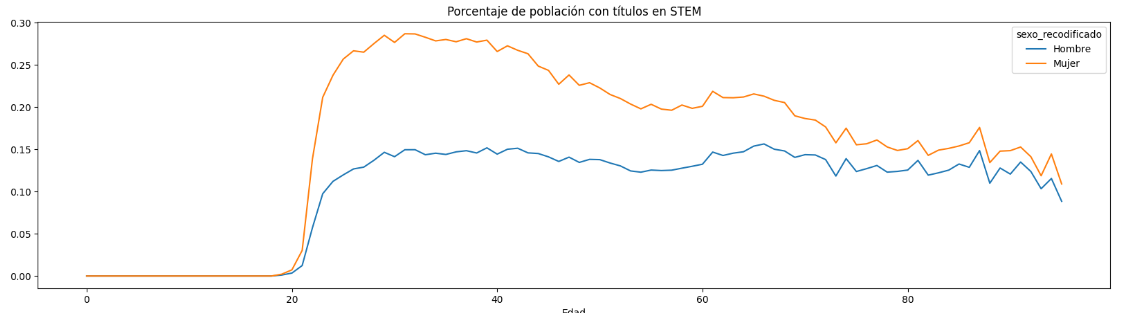 Porcentaje de población con títulos en STEM
0.30
0.25
0.20
0.15
0.10
0.05
0.00
sexo_recodificado
Hombre
Mujer
0 20 40 60 80
Edad